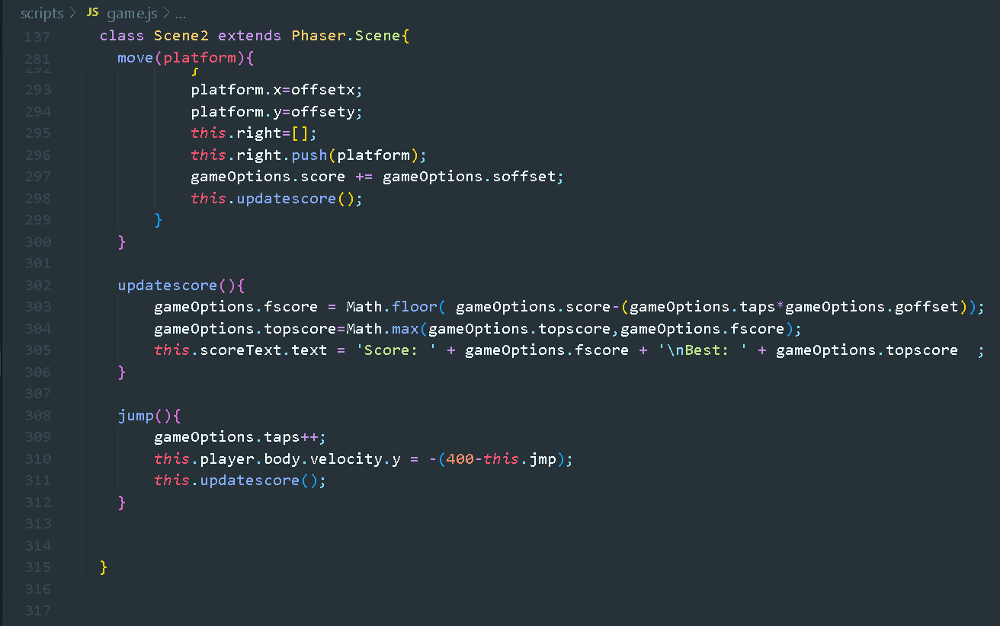 scripts > JS game.js > ...
137 class Scene2 extends Phaser.Scene{
281 move(platform){
292 }
293 platform.x=offsetx;
294 platform.y=offsety;
295 this.right=[];
296 this.right.push(platform);
297 gameOptions.score += gameOptions.soffset;
298 this.updatescore();
299 }
300 }
301
302 updatescore(){
303 gameOptions.fscore = Math.floor( gameOptions.score-(gameOptions.taps*gameOptions.goffset));
304 gameOptions.topscore=Math.max(gameOptions.topscore,gameOptions.fscore);
305 this.scoreText.text = 'Score: ' + gameOptions.fscore + '\nBest: ' + gameOptions.topscore  ;
306 }
307
308 jump(){
309 gameOptions.taps++;
310 this.player.body.velocity.y = -(400-this.jmp);
311 this.updatescore();
312 }
313
314
315 }
316
317